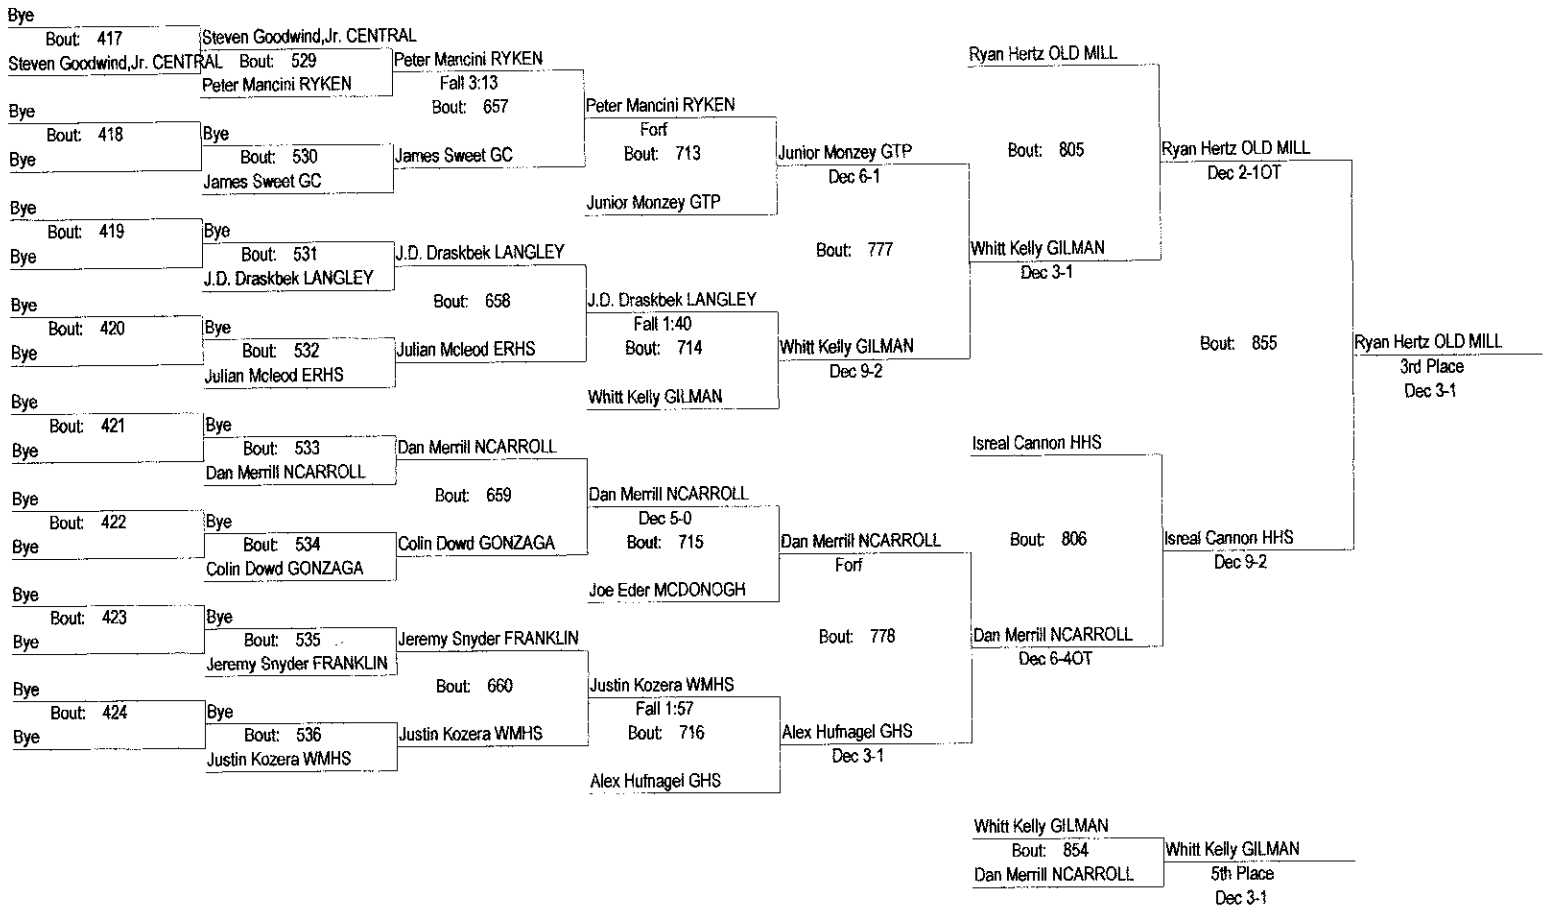 Bye
Bout: 417
Steven Goodwind,Jr. CENTRAL
Bye
Bout: 418
Bye
Bye
Bout: 419
Bye
Bye
Bout: 420
Bye
Bye
Bout: 421
Bye
Bye
Bout: 422
Bye
Bye
Bout: 423
Bye
Bye
Bout: 424
Bye
Steven Goodwind,Jr. CENTRAL
Bout: 529
Peter Mancini RYKEN
Bye
Bout: 530
James Sweet GC
Bye
Bout: 531
J.D. Draskbek LANGLEY
Bye
Bout: 532
Julian Mcleod ERHS
Bye
Bout: 533
Dan Merrill NCARROLL
Bye
Bout: 534
Colin Dowd GONZAGA
Bye
Bout: 535
Jeremy Snyder FRANKLIN
Bye
Bout: 536
Justin Kozera WMHS
Peter Mancini RYKEN
Fall 3:13
Bout: 657
James Sweet GC
J.D. Draskbek LANGLEY
Bout: 658
Julian Mcleod ERHS
Dan Merrill NCARROLL
Bout: 659
Colin Dowd GONZAGA
Jeremy Snyder FRANKLIN
Bout: 660
Justin Kozera WMHS
Peter Mancini RYKEN
Forf
Bout: 713
Junior Monzey GTP
J.D. Draskbek LANGLEY
Fall 1:40
Bout: 714
Whitt Kelly GILMAN
Dan Merrill NCARROLL
Dec 5-0
Bout: 715
Joe Eder MCDONOGH
Justin Kozera WMHS
Fall 1:57
Bout: 716
Alex Hufnagel GHS
Junior Monzey GTP
Dec 6-1
Bout: 777
Whitt Kelly GILMAN
Dec 9-2
Dan Merrill NCARROLL
Forf
Bout: 778
Alex Hufnagel GHS
Dec 3-1
Ryan Hertz OLD MILL
Bout: 805
Whitt Kelly GILMAN
Dec 3-1
Isreal Cannon HHS
Bout: 806
Dan Merrill NCARROLL
Dec 6-4OT
Ryan Hertz OLD MILL
Dec 2-1OT
Bout: 855
Isreal Cannon HHS
Dec 9-2
Ryan Hertz OLD MILL
3rd Place
Dec 3-1
Whitt Kelly GILMAN
Bout: 854
Dan Merrill NCARROLL
Whitt Kelly GILMAN
5th Place
Dec 3-1